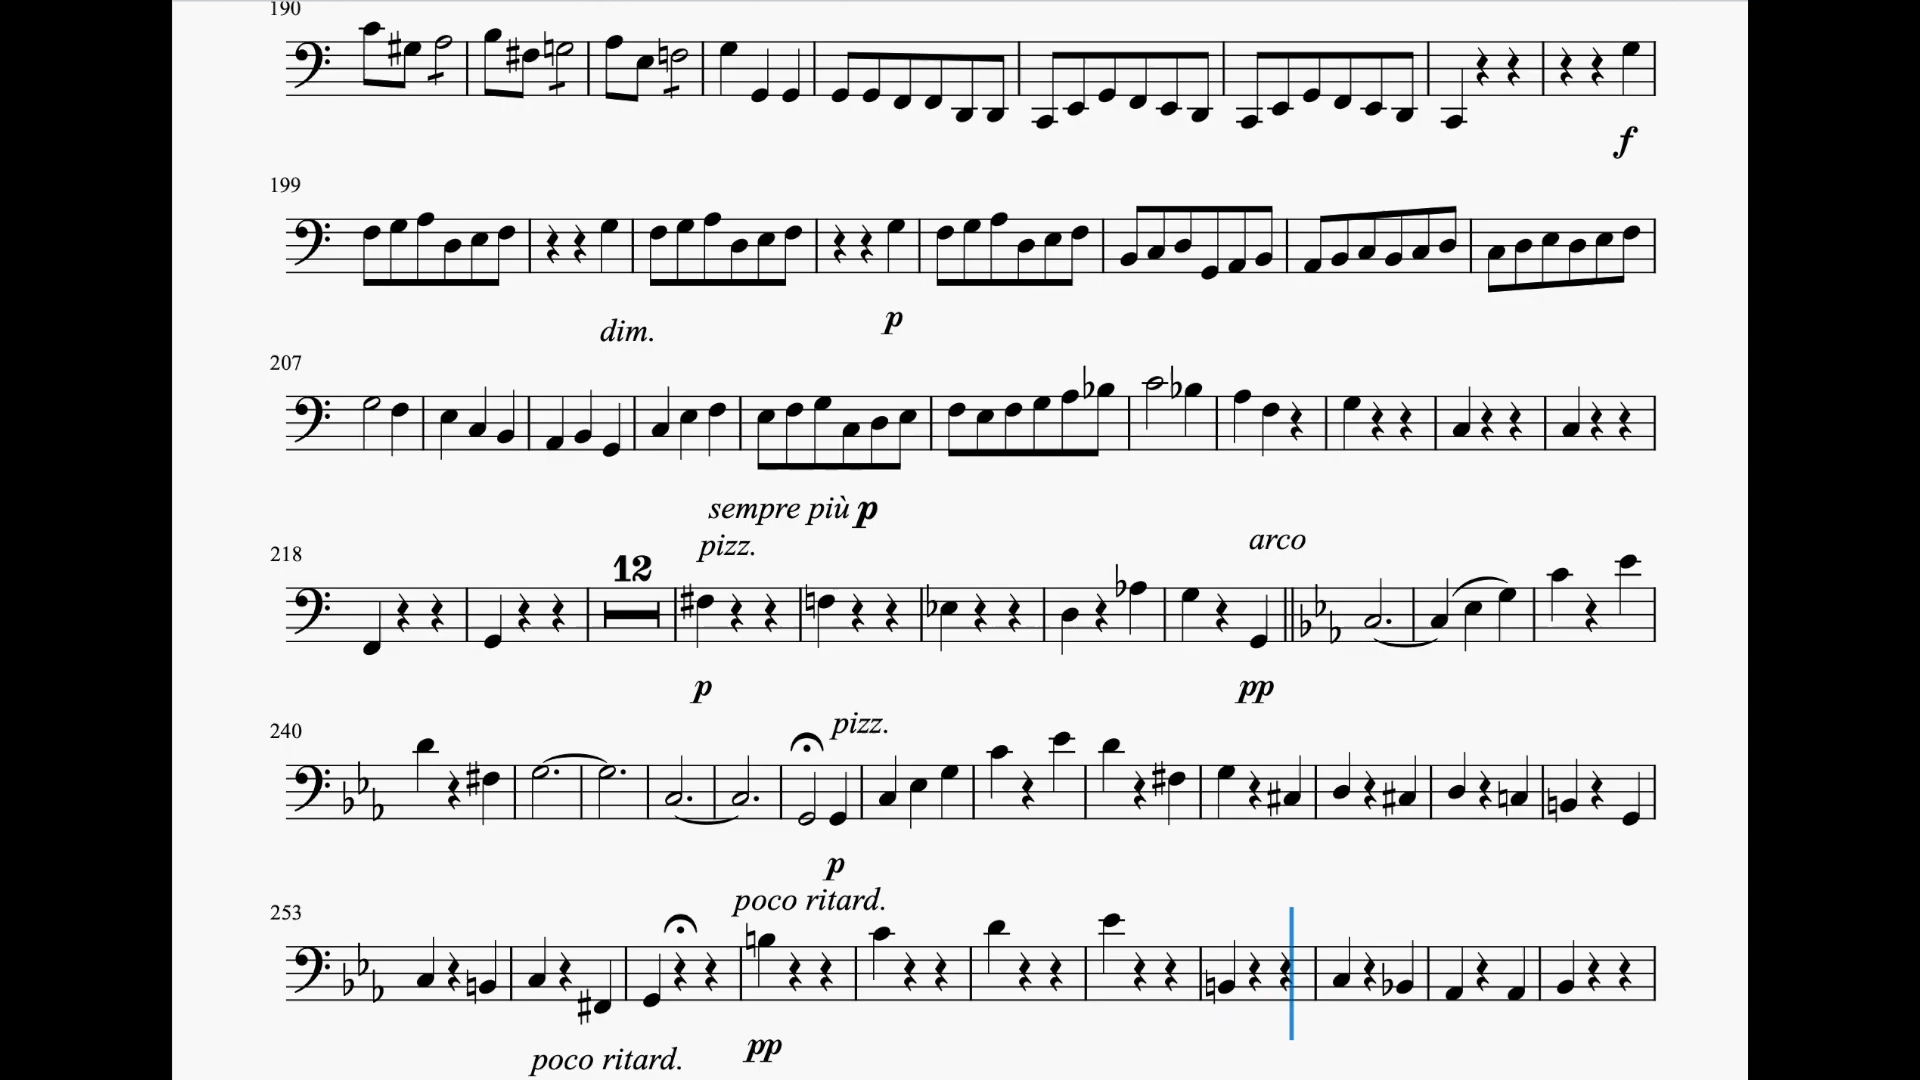 190
f
199
dim. p
207
sempre più p
pizz. arco
218 12
p pp
pizz.
240
p
poco ritard.
253
pp
poco ritard.